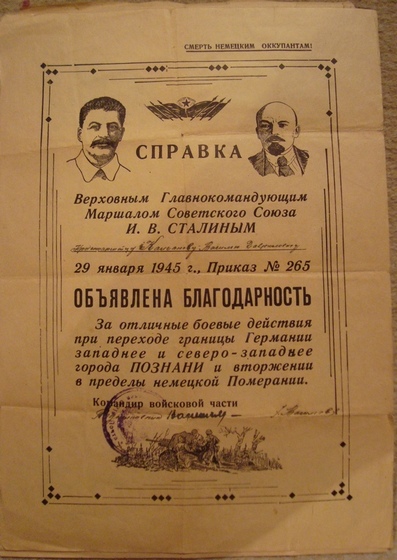 СМЕРТЬ НЕМЕЦКИМ ОККУПАНТАМ!
СПРАВКА
Верховным Главнокомандующим
Маршалом Советского Союза
И. В. СТАЛИНЫМ
29 января 1945 г., Приказ № 265
ОБЪЯВЛЕНА БЛАГОДАРНОСТЬ
За отличные боевые действия
при переходе границы Германии
западнее и северо-западнее
города ПОЗНАНИ и вторжении
в пределы немецкой Померании.
Командир войсковой части